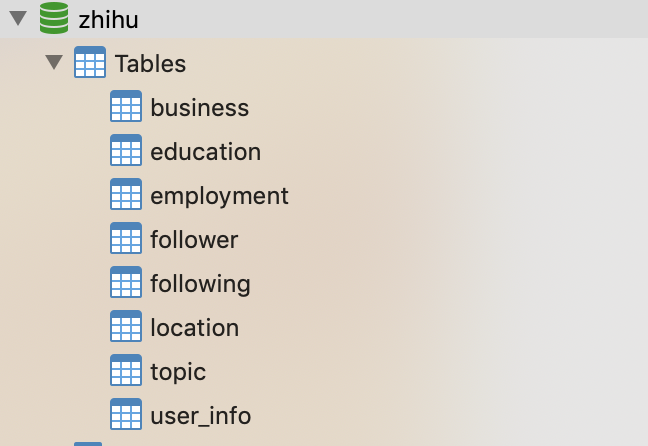 zhihu
Tables
business
education
employment
follower
following
location
topic
user_info